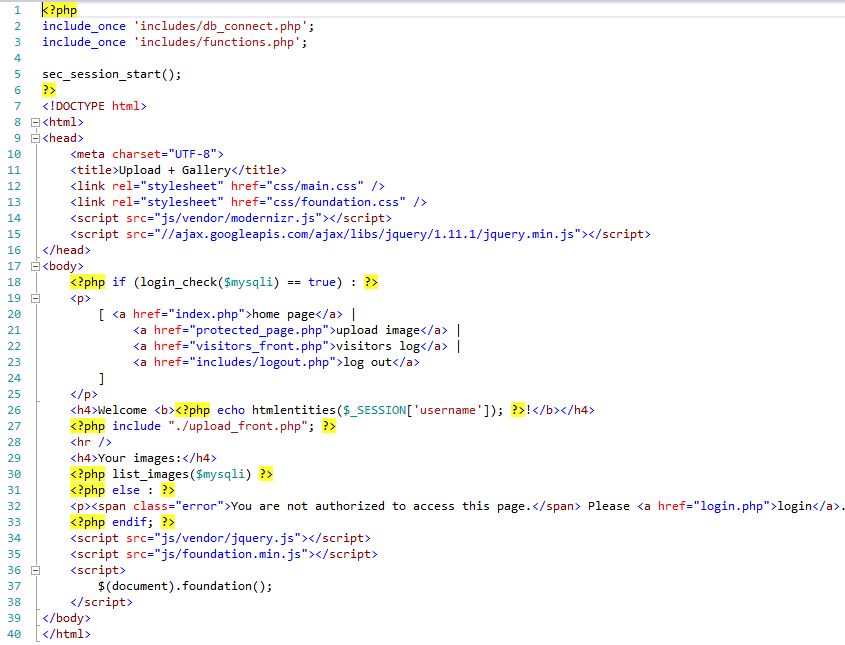 1 <?php
2 include_once 'includes/db_connect.php';
3 include_once 'includes/functions.php';
4
5 sec_session_start();
6 ?>
7 <!DOCTYPE html>
8 <html>
9 <head>
10 <meta charset="UTF-8">
11 <title>Upload + Gallery</title>
12 <link rel="stylesheet" href="css/main.css" />
13 <link rel="stylesheet" href="css/foundation.css" />
14 <script src="js/vendor/modernizr.js"></script>
15 <script src="//ajax.googleapis.com/ajax/libs/jquery/1.11.1/jquery.min.js"></script>
16 </head>
17 <body>
18 <?php if (login_check($mysqli) == true) : ?>
19 <p>
20 [ <a href="index.php">home page</a> |
21 <a href="protected_page.php">upload image</a> |
22 <a href="visitors_front.php">visitors log</a> |
23 <a href="includes/logout.php">log out</a>
24 ]
25 </p>
26 <h4>Welcome <b><?php echo htmlentities($_SESSION['username']); ?>!</b></h4>
27 <?php include "./upload_front.php"; ?>
28 <hr />
29 <h4>Your images:</h4>
30 <?php list_images($mysqli) ?>
31 <?php else : ?>
32 <p><span class="error">You are not authorized to access this page.</span> Please <a href="login.php">login</a>.
33 <?php endif; ?>
34 <script src="js/vendor/jquery.js"></script>
35 <script src="js/foundation.min.js"></script>
36 <script>
37 $(document).foundation();
38 </script>
39 </body>
40 </html>